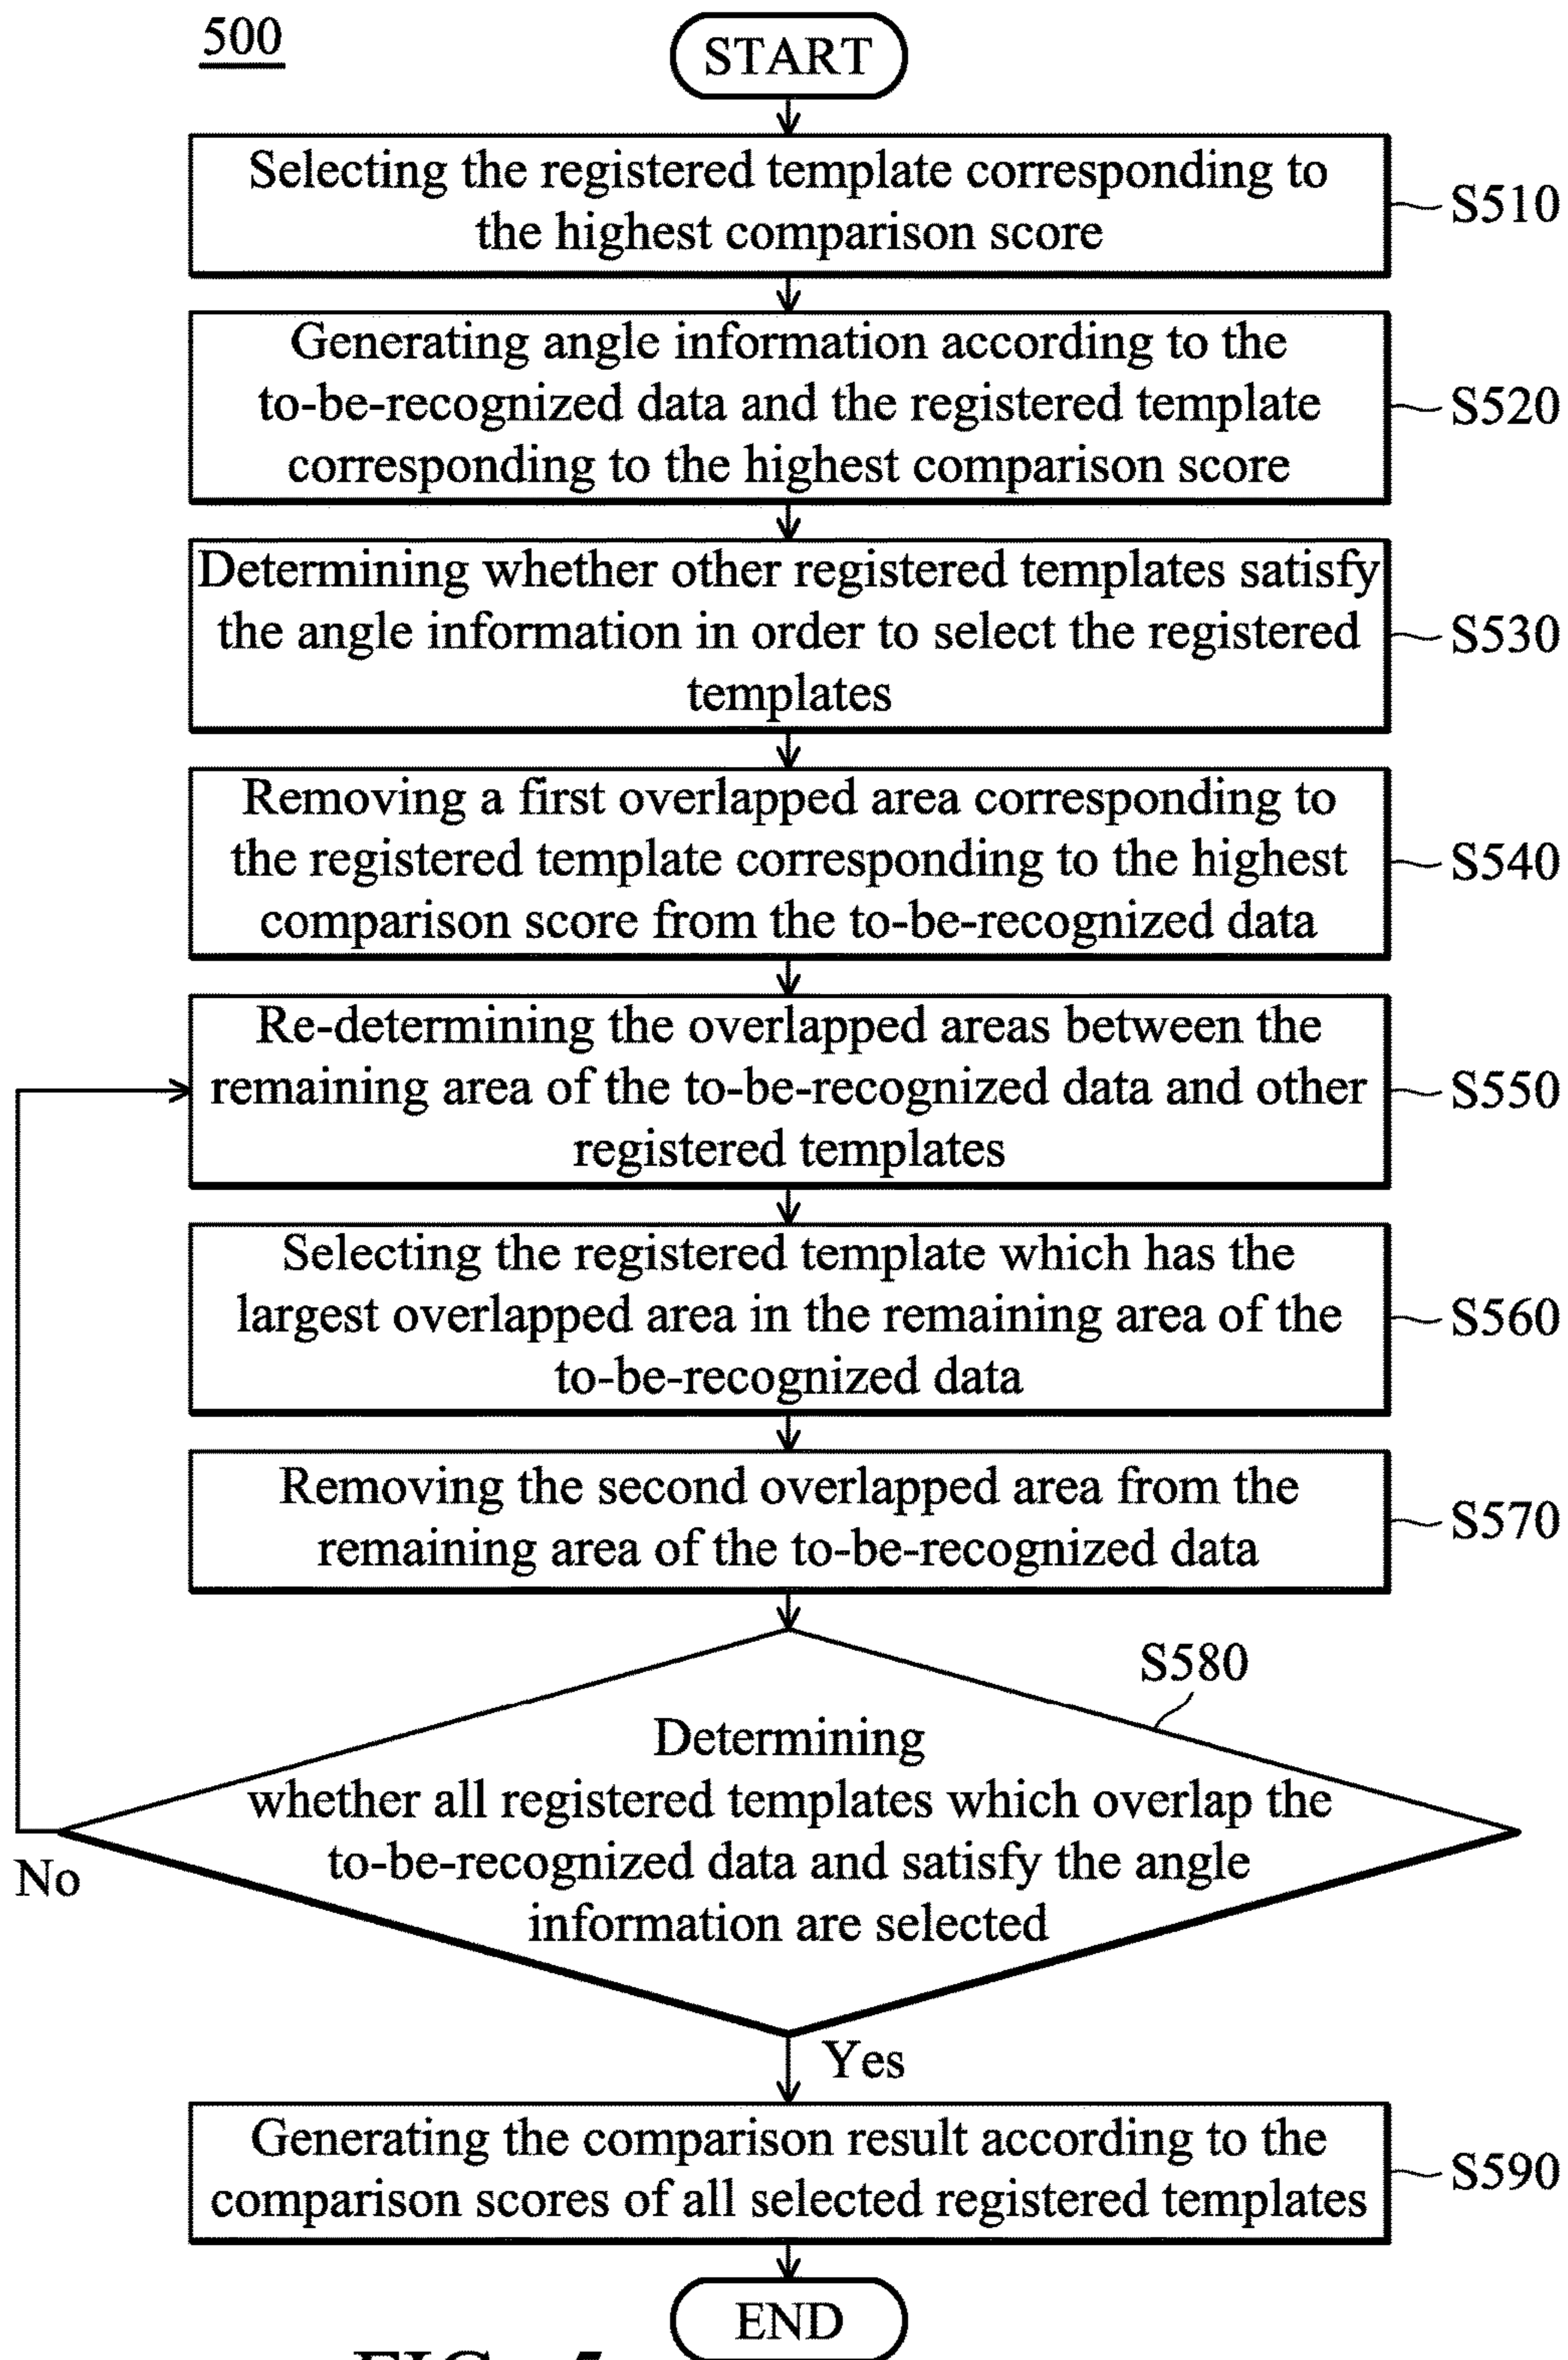 500
START
Selecting the registered template corresponding to
the highest comparison score
S510
Generating angle information according to the
to-be-recognized data and the registered template
corresponding to the highest comparison score
S520
Determining whether other registered templates satisfy
the angle information in order to select the registered
templates
S530
Removing a first overlapped area corresponding to
the registered template corresponding to the highest
comparison score from the to-be-recognized data
S540
Re-determining the overlapped areas between the
remaining area of the to-be-recognized data and other
registered templates
S550
Selecting the registered template which has the
largest overlapped area in the remaining area of the
to-be-recognized data
S560
Removing the second overlapped area from the
remaining area of the to-be-recognized data
S570
S580
Determining
whether all registered templates which overlap the
to-be-recognized data and satisfy the angle
information are selected
No
Yes
Generating the comparison result according to the
comparison scores of all selected registered templates
S590
END